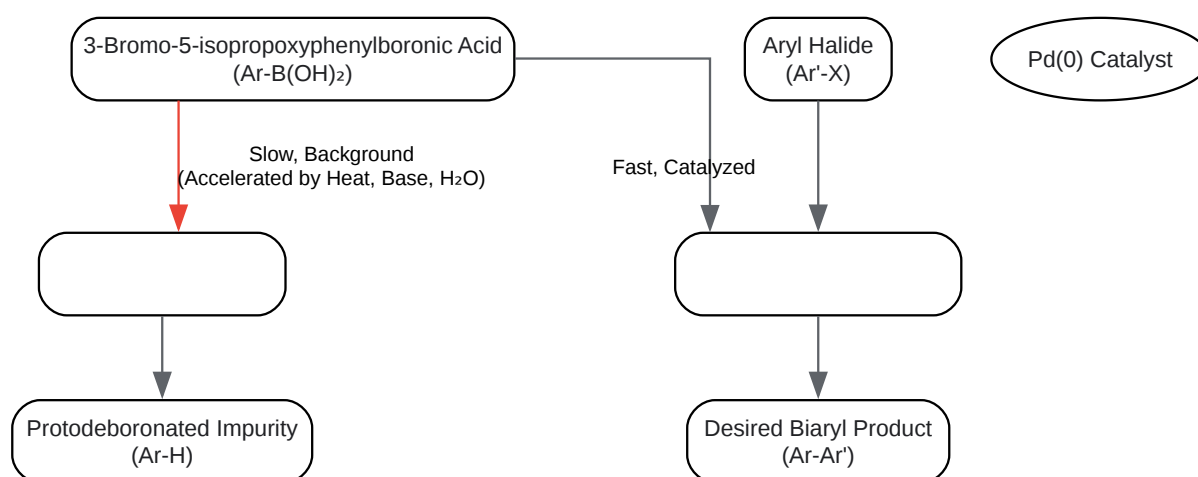 3-Bromo-5-isopropoxyphenylboronic Acid
(Ar-B(OH)₂)
Aryl Halide
(Ar'-X)
Pd(0) Catalyst
Slow, Background
(Accelerated by Heat, Base, H₂O)
Fast, Catalyzed
Protodeboronated Impurity
(Ar-H)
Desired Biaryl Product
(Ar-Ar')